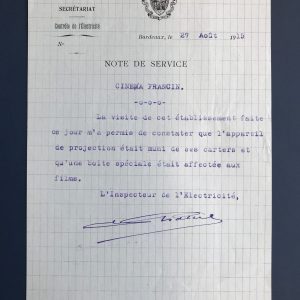 SECRÉTARIAT
Contrôle de l'Électricité
N°
Bordeaux, le 27 Août 1915
NOTE DE SERVICE
CINEMA FRANCIN.
-o-o-o-
La visite de cet établissement faite
ce jour m'a permis de constater que l'appareil
de projection était muni de ses carters et
qu'une boite spéciale était affectée aux
films.
L'Inspecteur de l'Electricité,